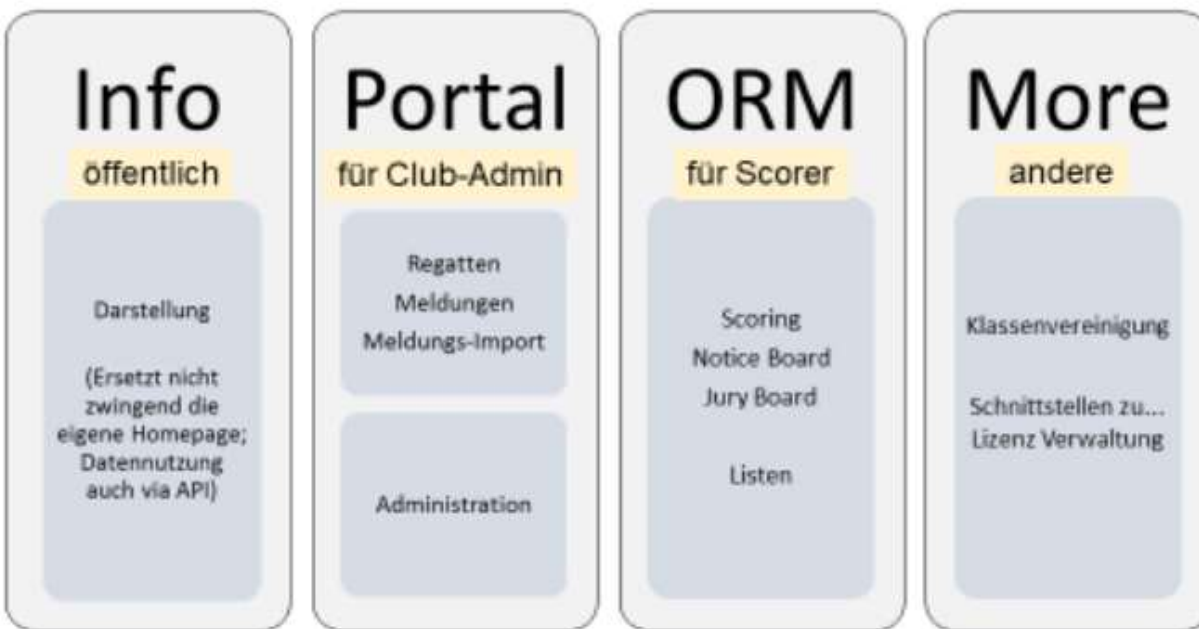 Info
öffentlich
Darstellung
(Ersetzt nicht
zwingend die
eigene Homepage;
Datennutzung
auch via API)
Portal
für Club-Admin
Regatten
Meldungen
Meldungs-Import
Administration
ORM
für Scorer
Scoring
Notice Board
Jury Board
Listen
More
andere
Klassenvereinigung
Schnittstellen zu...
Lizenz Verwaltung